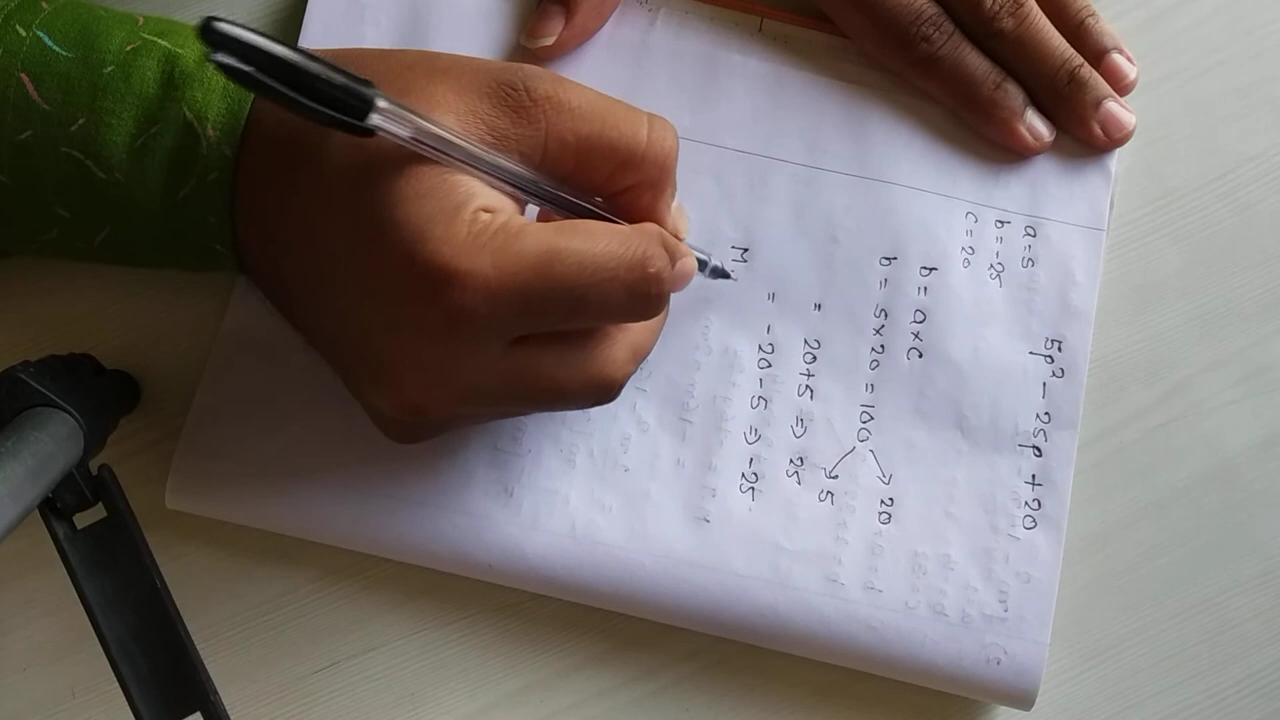 5p² - 25p + 20
a = 5
b = -25
c = 20
b = a × c
b = 5 × 20 = 100 → 20
→ 5
= 20 + 5 ⇒ 25
= -20 - 5 ⇒ -25
M